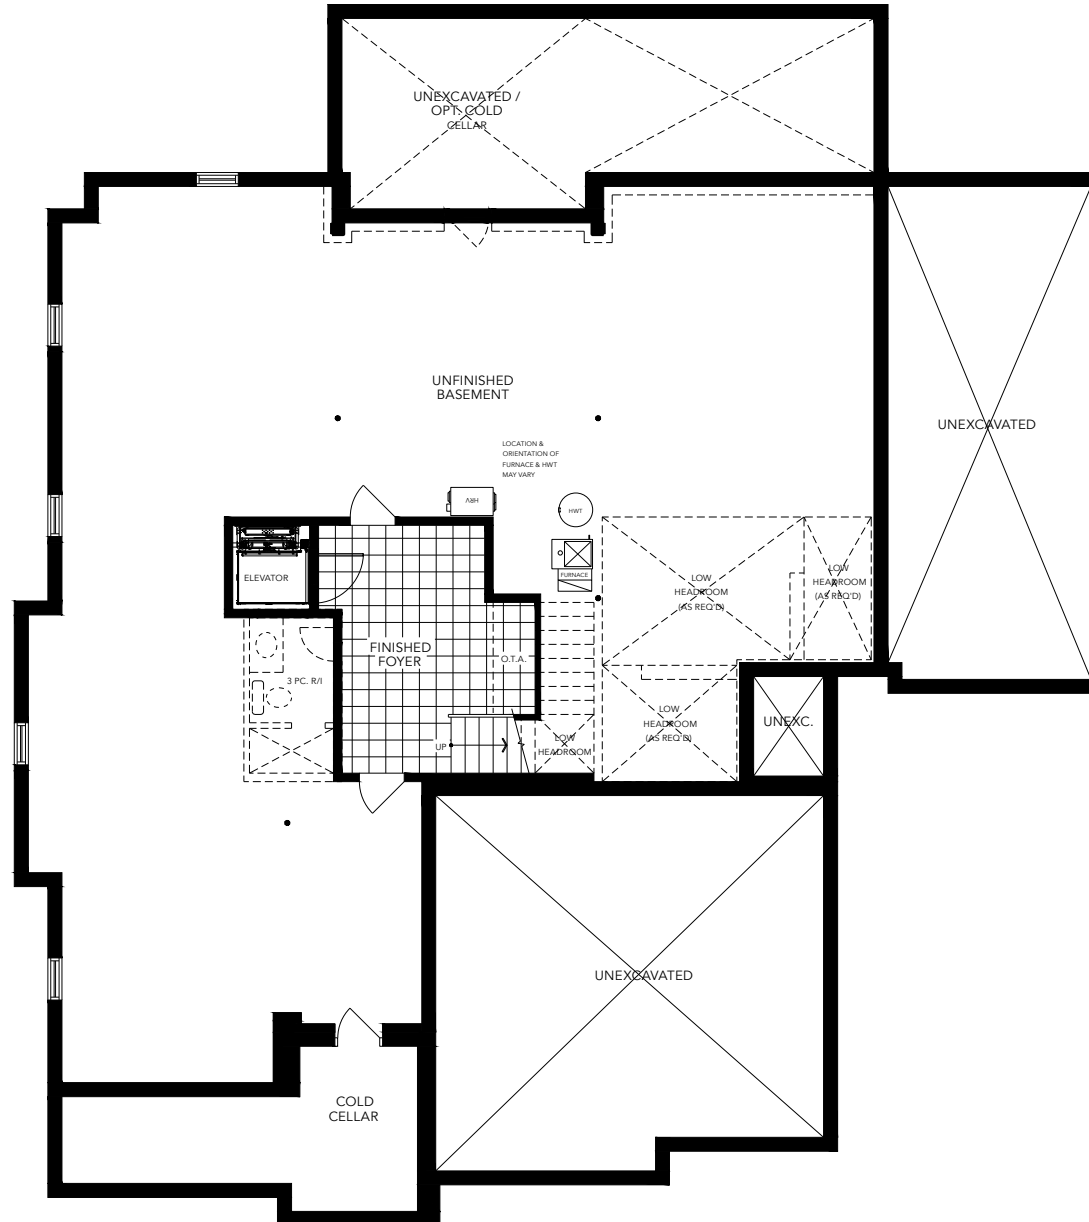 UNEXCAVATED /
OPT. COLD
CELLAR
UNFINISHED
BASEMENT
UNEXCAVATED
LOCATION &
ORIENTATION OF
FURNACE & HWT
MAY VARY
HRV
HWT
FURNACE
ELEVATOR
LOW
HEADROOM
(AS REQ'D)
LOW
HEADROOM
(AS REQ'D)
FINISHED
FOYER
O.T.A.
3 PC. R/I
LOW
HEADROOM
(AS REQ'D)
UNEXC.
UP
LOW
HEADROOM
UNEXCAVATED
COLD
CELLAR